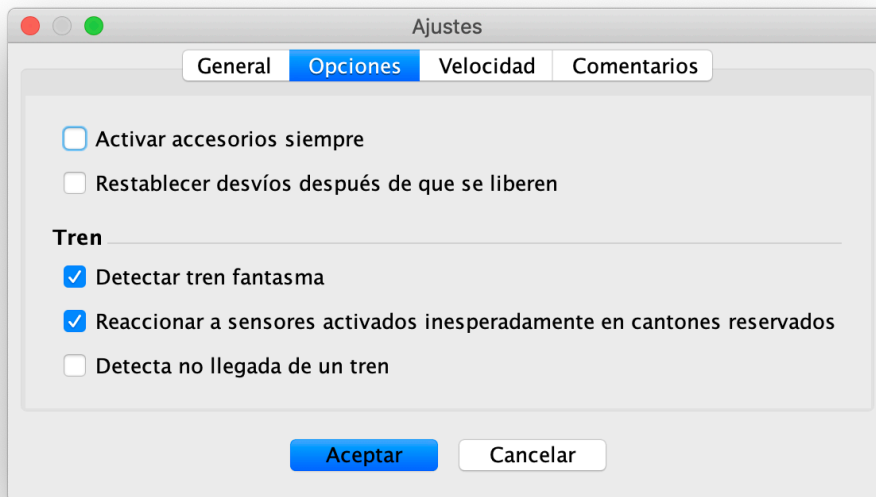 Ajustes
General Opciones Velocidad Comentarios
Activar accesorios siempre
Restablecer desvíos después de que se liberen
Tren
Detectar tren fantasma
Reaccionar a sensores activados inesperadamente en cantones reservados
Detecta no llegada de un tren
Aceptar Cancelar